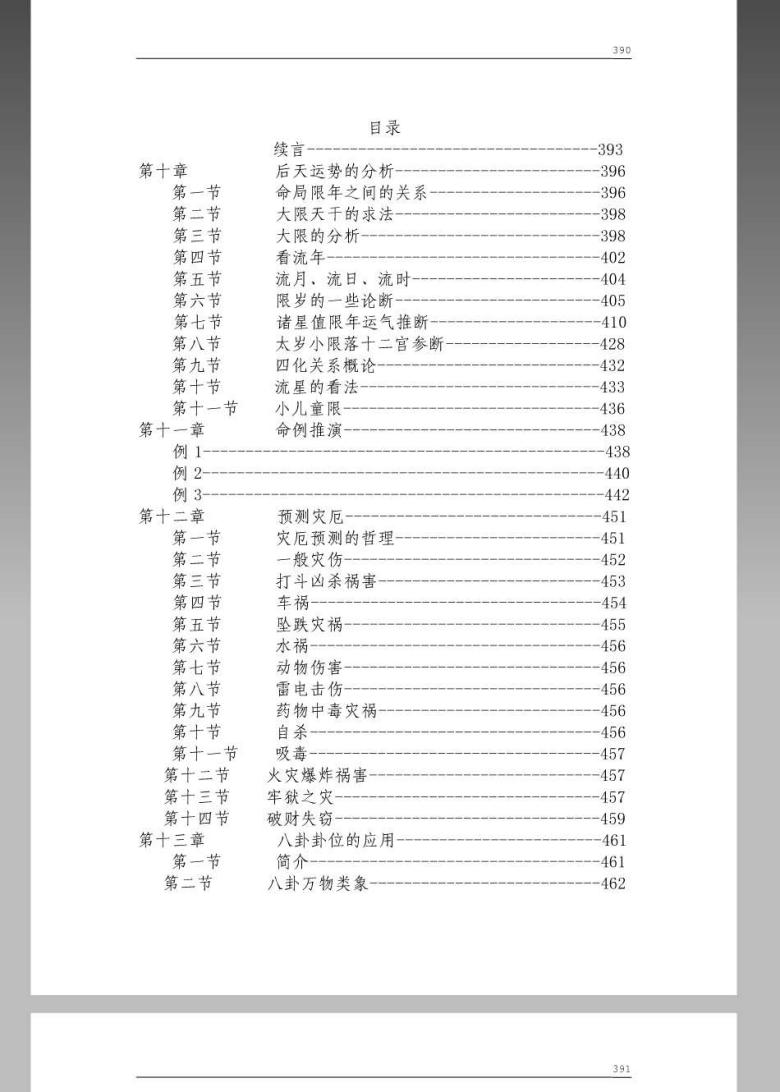 390
目录
续言----------------------------------393
第十章 后天运势的分析------------------------396
第一节 命局限年之间的关系--------------------396
第二节 大限天干的求法------------------------398
第三节 大限的分析----------------------------398
第四节 看流年--------------------------------402
第五节 流月、流日、流时----------------------404
第六节 限岁的一些论断------------------------405
第七节 诸星值限年运气推断--------------------410
第八节 太岁小限落十二宫参断------------------428
第九节 四化关系概论--------------------------432
第十节 流星的看法----------------------------433
第十一节 小儿童限------------------------------436
第十一章 命例推演------------------------------438
例 1-----------------------------------------------438
例 2-----------------------------------------------440
例 3-----------------------------------------------442
第十二章 预测灾厄------------------------------451
第一节 灾厄预测的哲理------------------------451
第二节 一般灾伤------------------------------452
第三节 打斗凶杀祸害--------------------------453
第四节 车祸----------------------------------454
第五节 坠跌灾祸------------------------------455
第六节 水祸----------------------------------456
第七节 动物伤害------------------------------456
第八节 雷电击伤------------------------------456
第九节 药物中毒灾祸--------------------------456
第十节 自杀----------------------------------456
第十一节 吸毒----------------------------------457
第十二节 火灾爆炸祸害---------------------------457
第十三节 牢狱之灾-------------------------------457
第十四节 破财失窃-------------------------------459
第十三章 八卦卦位的应用------------------------461
第一节 简介----------------------------------461
第二节 八卦万物类象---------------------------462
391